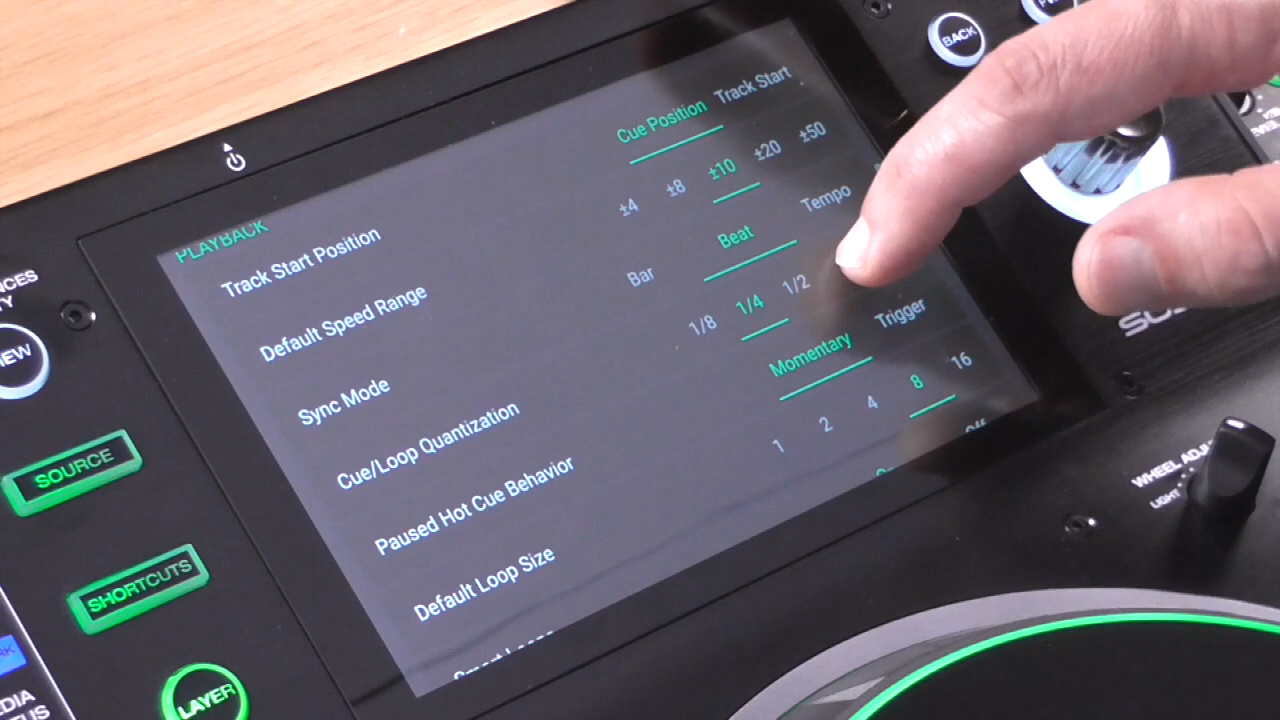 BACK
PLAYBACK
Track Start Position Cue Position Track Start
Default Speed Range ±4 ±8 ±10 ±20 ±50
Sync Mode Bar Beat Tempo
Cue/Loop Quantization 1/8 1/4 1/2
Paused Hot Cue Behavior Momentary Trigger
Default Loop Size 1 2 4 8 16
SOURCE
SHORTCUTS
LAYER
WHEEL ADJ
LIGHT